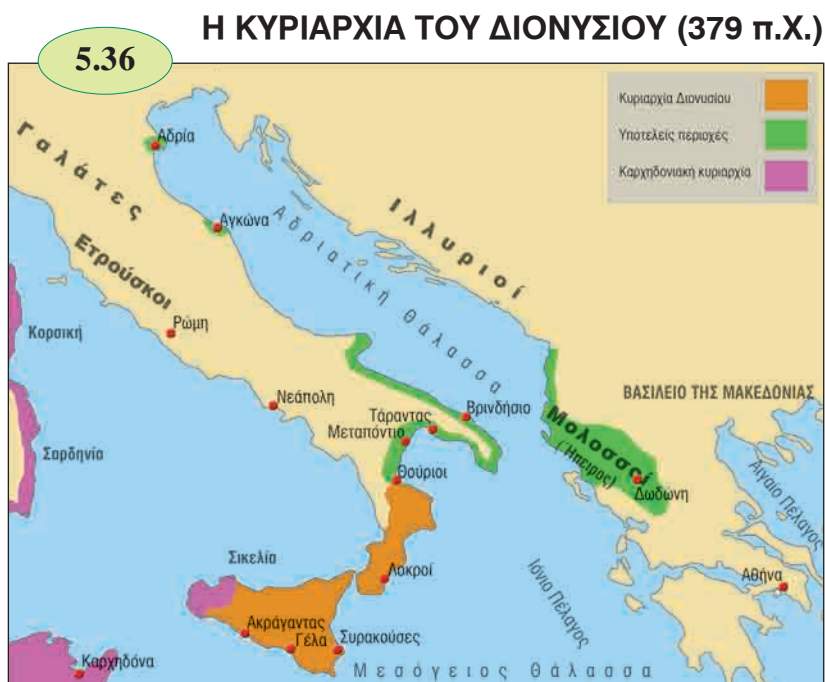 Η ΚΥΡΙΑΡΧΙΑ ΤΟΥ ΔΙΟΝΥΣΙΟΥ (379 π.Χ.)
5.36
Κυριαρχία Διονυσίου
Υποτελείς περιοχές
Καρχηδονιακή κυριαρχία
Γαλάτες
Αδρία
Αγκώνα
Αδριατική Θάλασσα
Ιλλυριοί
Ετρούσκοι
Ρώμη
Κορσική
Νεάπολη
Σαρδηνία
Τάραντας
Μεταπόντιο
Βρινδήσιο
ΒΑΣΙΛΕΙΟ ΤΗΣ ΜΑΚΕΔΟΝΙΑΣ
Μολοσσοί
(Ήπειρος)
Δωδώνη
Αιγαίο Πέλαγος
Θούριοι
Σικελία
Λοκροί
Ιόνιο Πέλαγος
Αθήνα
Ακράγαντας
Γέλα
Συρακούσες
Καρχηδόνα
Μεσόγειος Θάλασσα